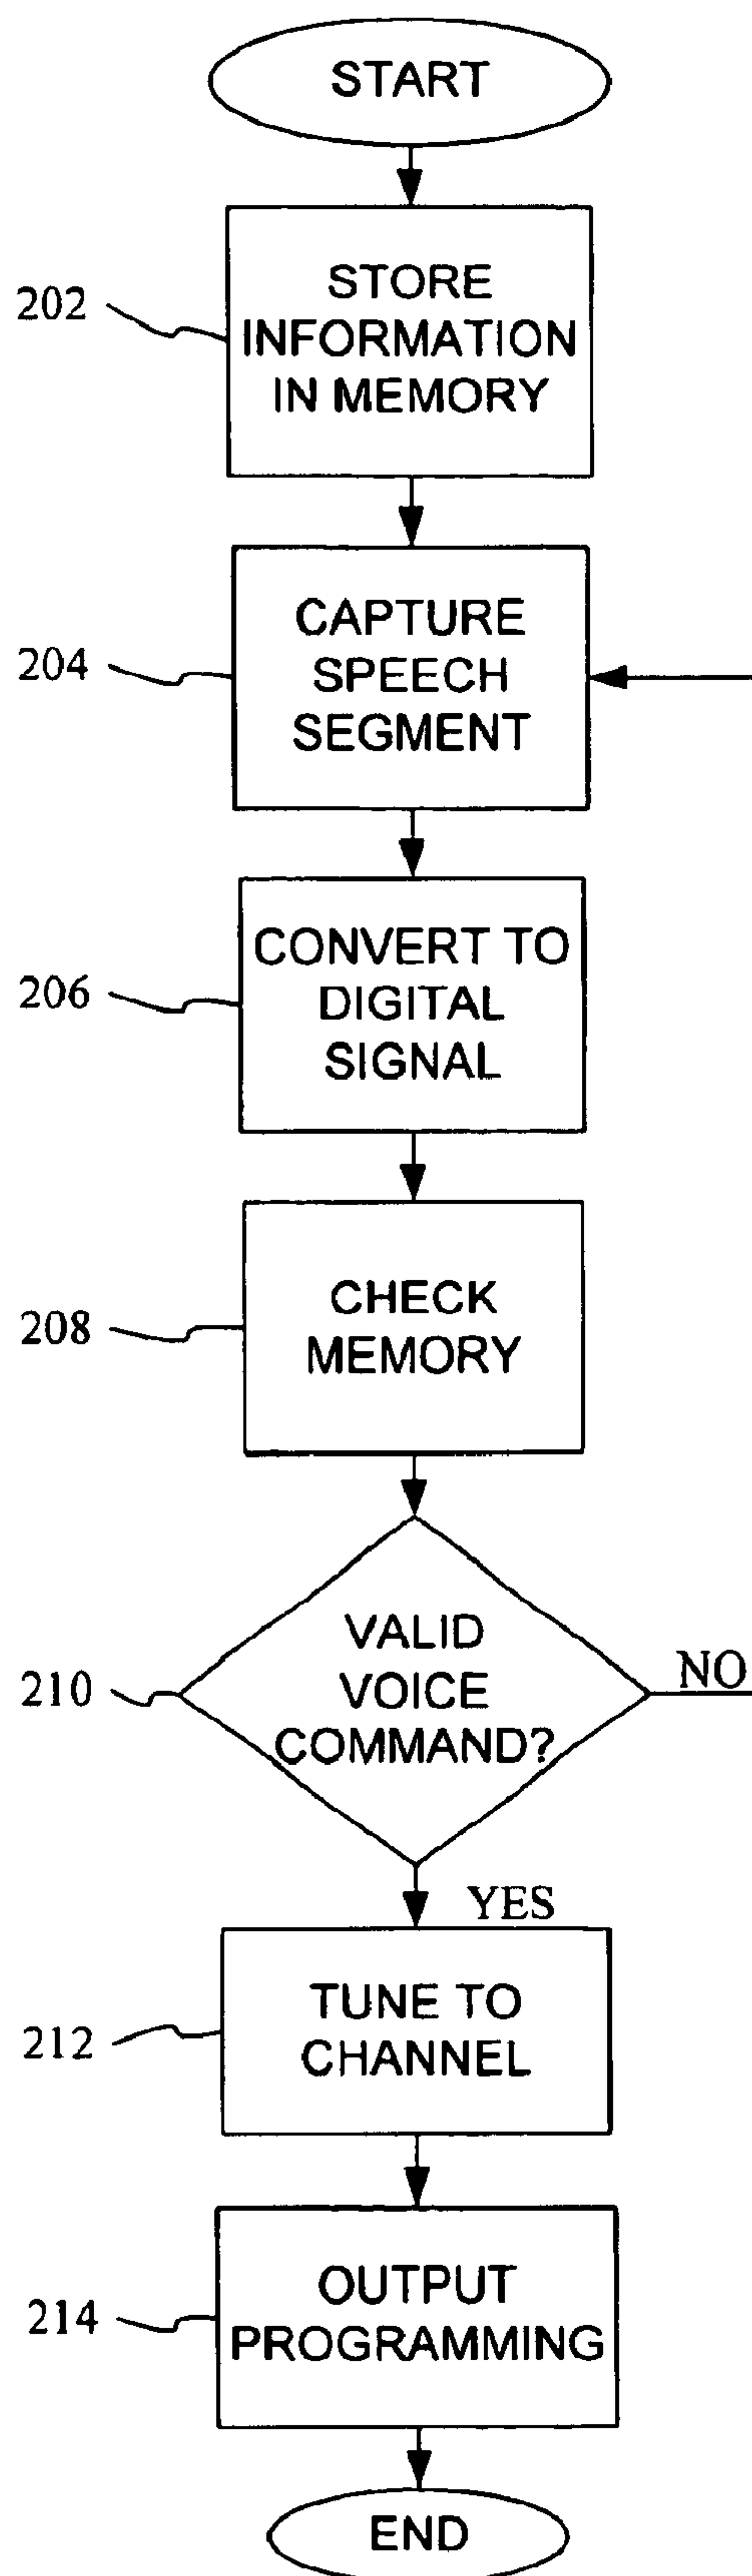 START
202
STORE
INFORMATION
IN MEMORY
204
CAPTURE
SPEECH
SEGMENT
206
CONVERT TO
DIGITAL
SIGNAL
208
CHECK
MEMORY
210
VALID
VOICE
COMMAND?
NO
YES
212
TUNE TO
CHANNEL
214
OUTPUT
PROGRAMMING
END